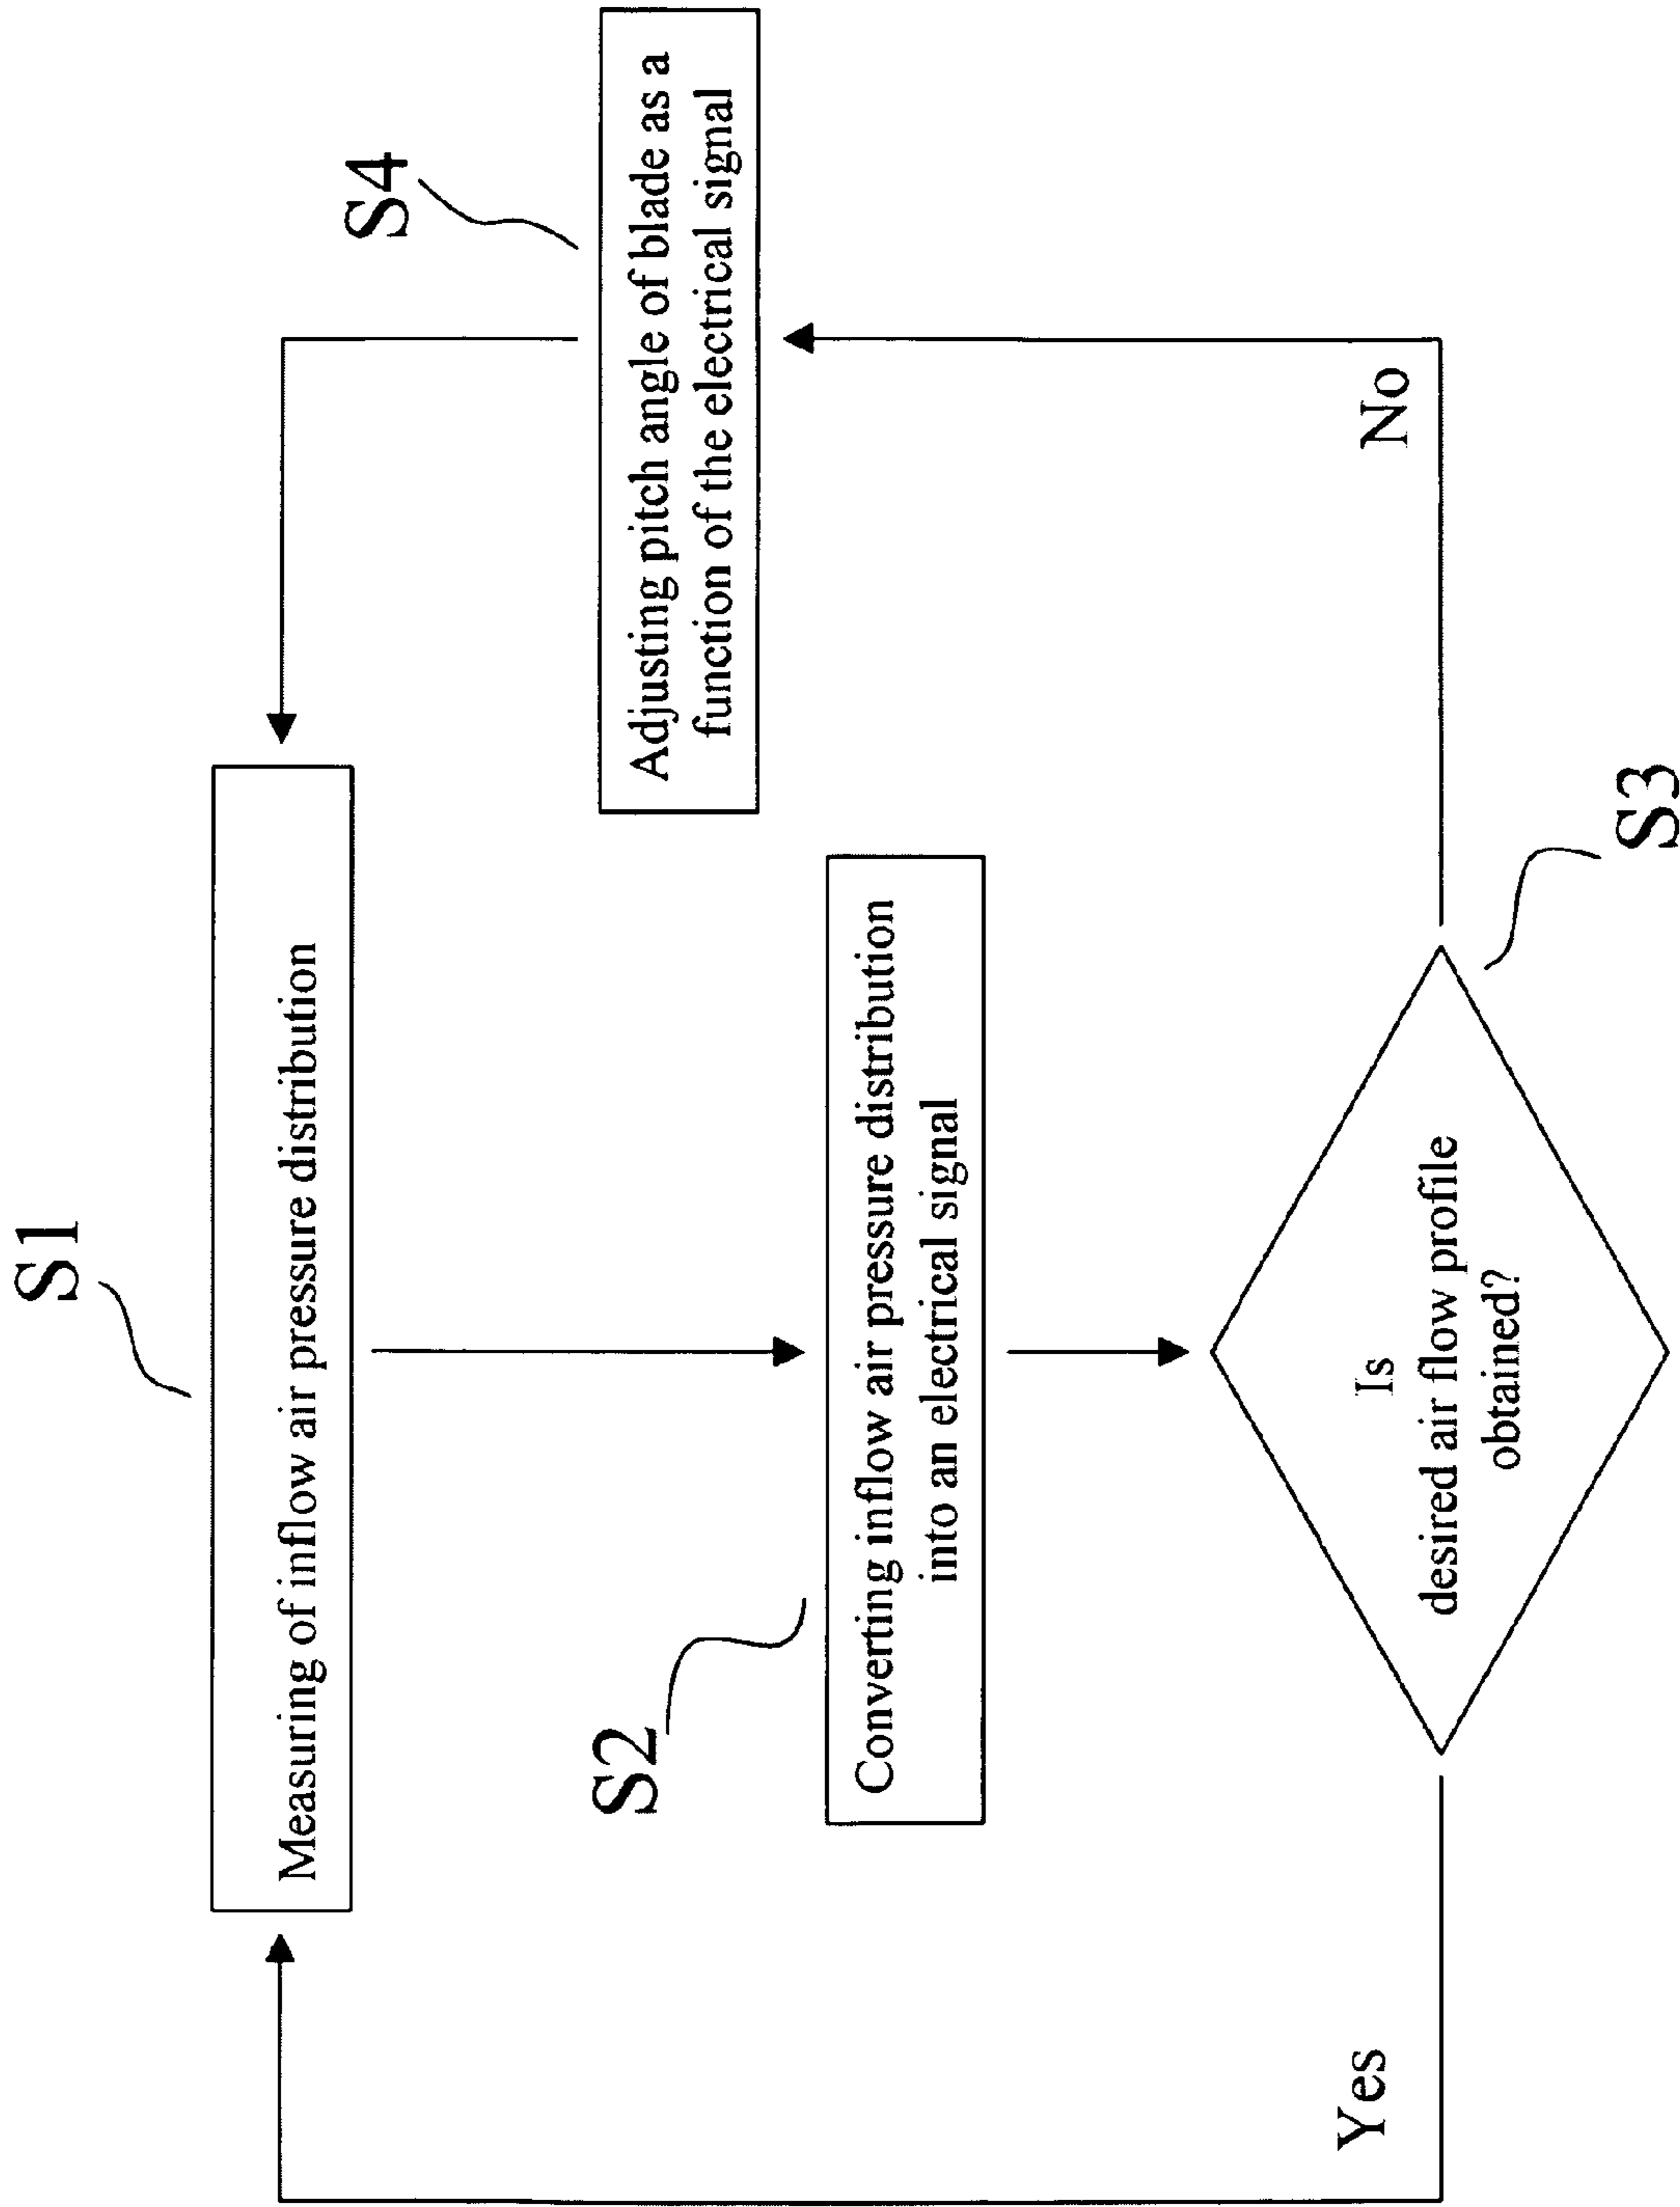 S1
Measuring of inflow air pressure distribution
S2
Converting inflow air pressure distribution
into an electrical signal
S4
Adjusting pitch angle of blade as a
function of the electrical signal
Is
desired air flow profile
obtained?
S3
Yes
No